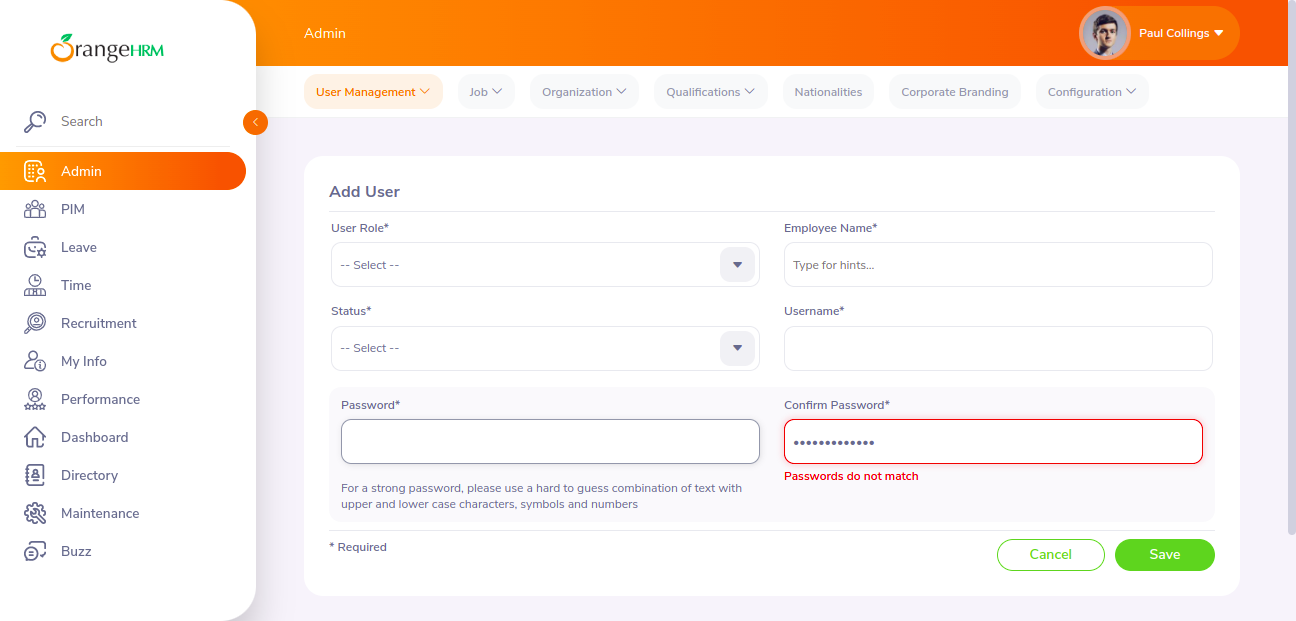 OrangeHRM
Admin
Paul Collings
User Management
Job
Organization
Qualifications
Nationalities
Corporate Branding
Configuration
Search
Admin
PIM
Leave
Time
Recruitment
My Info
Performance
Dashboard
Directory
Maintenance
Buzz
Add User
User Role*
Employee Name*
-- Select --
Type for hints...
Status*
Username*
-- Select --
Password*
Confirm Password*
•••••••••••••
Passwords do not match
For a strong password, please use a hard to guess combination of text with
upper and lower case characters, symbols and numbers
* Required
Cancel
Save